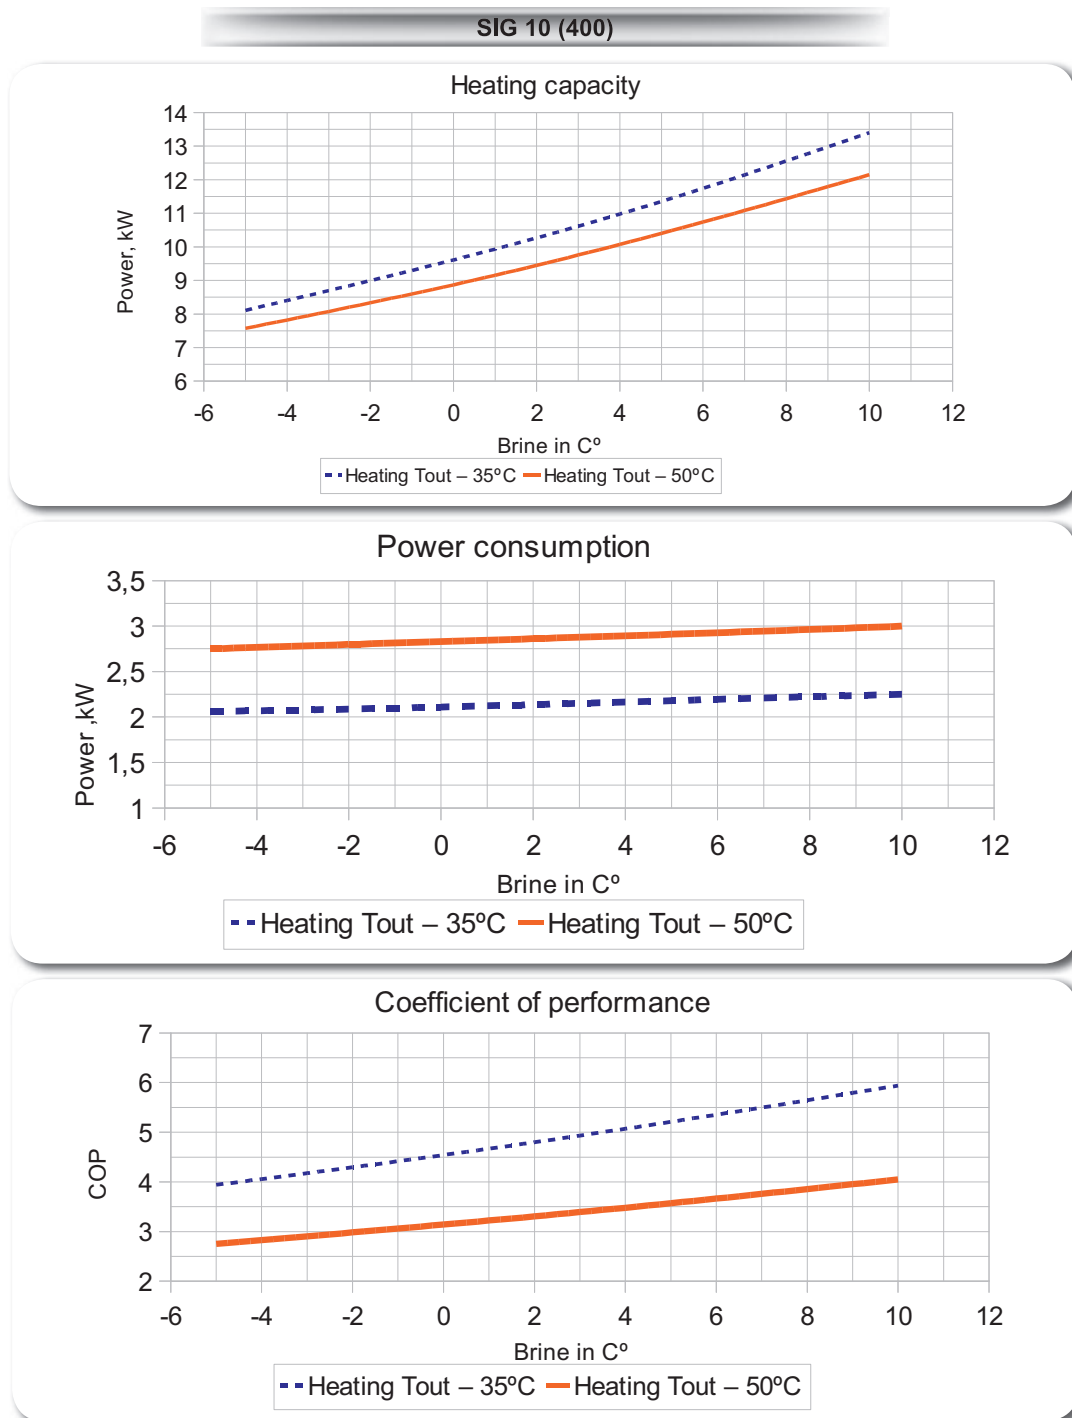 SIG 10 (400)
Heating capacity
14
13
12
11
10
9
8
7
6
Power, kW
-6 -4 -2 0 2 4 6 8 10 12
Brine in Cº
Heating Tout – 35ºC Heating Tout – 50ºC
Power consumption
3,5
3
2,5
2
1,5
1
Power ,kW
-6 -4 -2 0 2 4 6 8 10 12
Brine in Cº
Heating Tout – 35ºC Heating Tout – 50ºC
Coefficient of performance
7
6
5
4
3
2
COP
-6 -4 -2 0 2 4 6 8 10 12
Brine in Cº
Heating Tout – 35ºC Heating Tout – 50ºC